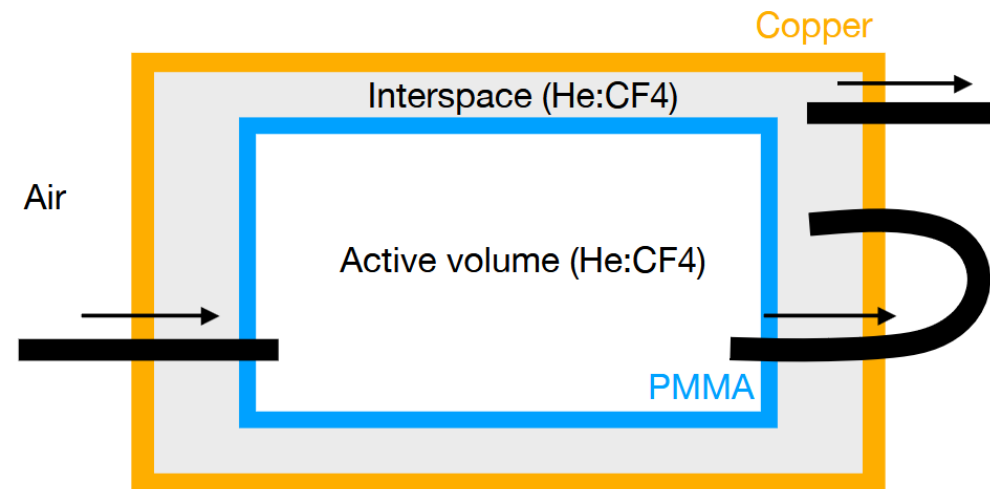 Copper
Interspace (He:CF4)
Air
Active volume (He:CF4)
PMMA